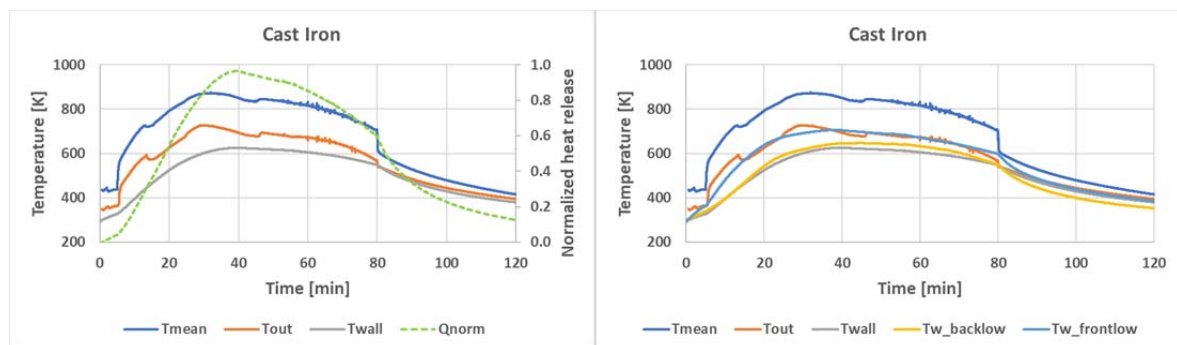 Cast Iron
Temperature [K]
1000
800
600
400
200
1.0
0.8
0.6
0.4
0.2
0.0
Normalized heat release
0 20 40 60 80 100 120
Time [min]
Tmean Tout Twall Qnorm
Cast Iron
Temperature [K]
1000
800
600
400
200
0 20 40 60 80 100 120
Time [min]
Tmean Tout Twall Tw_backlow Tw_frontlow